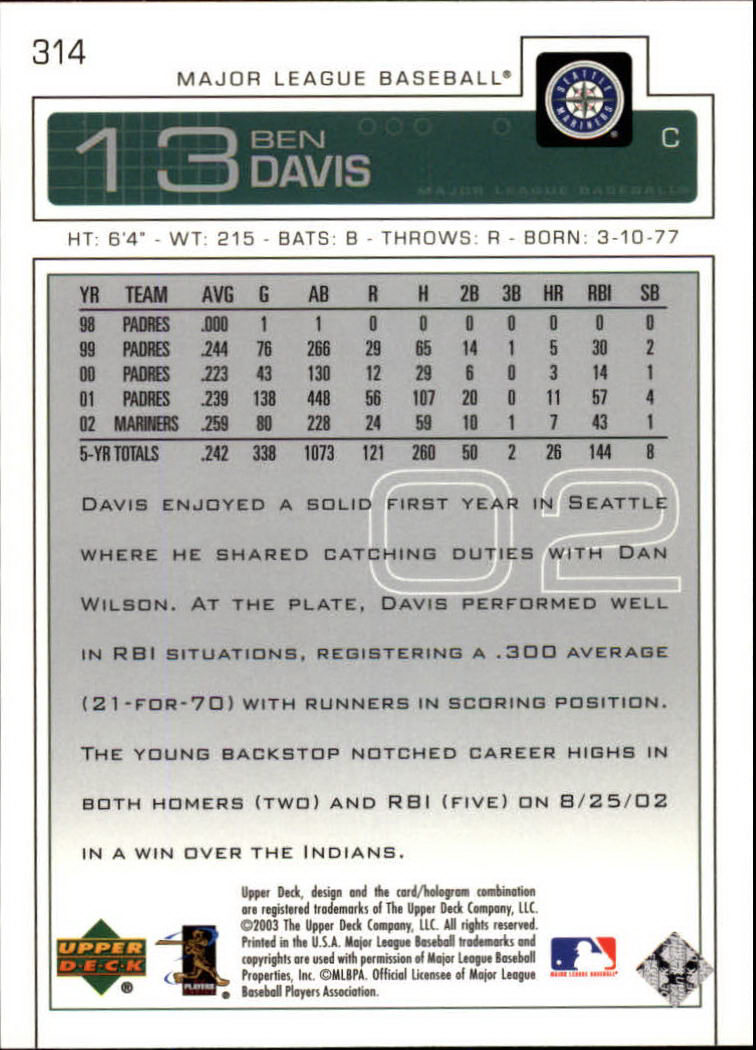 314
MAJOR LEAGUE BASEBALL®
SEATTLE
MARINERS
®
13 BEN
DAVIS
C
MAJOR LEAGUE BASEBALL®
HT: 6'4" - WT: 215 - BATS: B - THROWS: R - BORN: 3-10-77
YR TEAM AVG G AB R H 2B 3B HR RBI SB
98 PADRES .000 1 1 0 0 0 0 0 0 0
99 PADRES .244 76 266 29 65 14 1 5 30 2
00 PADRES .223 43 130 12 29 6 0 3 14 1
01 PADRES .239 138 448 56 107 20 0 11 57 4
02 MARINERS .259 80 228 24 59 10 1 7 43 1
5-YR TOTALS .242 338 1073 121 260 50 2 26 144 8
02
DAVIS ENJOYED A SOLID FIRST YEAR IN SEATTLE
WHERE HE SHARED CATCHING DUTIES WITH DAN
WILSON. AT THE PLATE, DAVIS PERFORMED WELL
IN RBI SITUATIONS, REGISTERING A .300 AVERAGE
(21-FOR-70) WITH RUNNERS IN SCORING POSITION.
THE YOUNG BACKSTOP NOTCHED CAREER HIGHS IN
BOTH HOMERS (TWO) AND RBI (FIVE) ON 8/25/02
IN A WIN OVER THE INDIANS.
Upper Deck, design and the card/hologram combination
are registered trademarks of The Upper Deck Company, LLC.
©2003 The Upper Deck Company, LLC. All rights reserved.
Printed in the U.S.A. Major League Baseball trademarks and
copyrights are used with permission of Major League Baseball
Properties, Inc. ©MLBPA. Official Licensee of Major League
Baseball Players Association.
UPPER
D·E·C·K
®
PLAYERS
®
MAJOR LEAGUE BASEBALL®